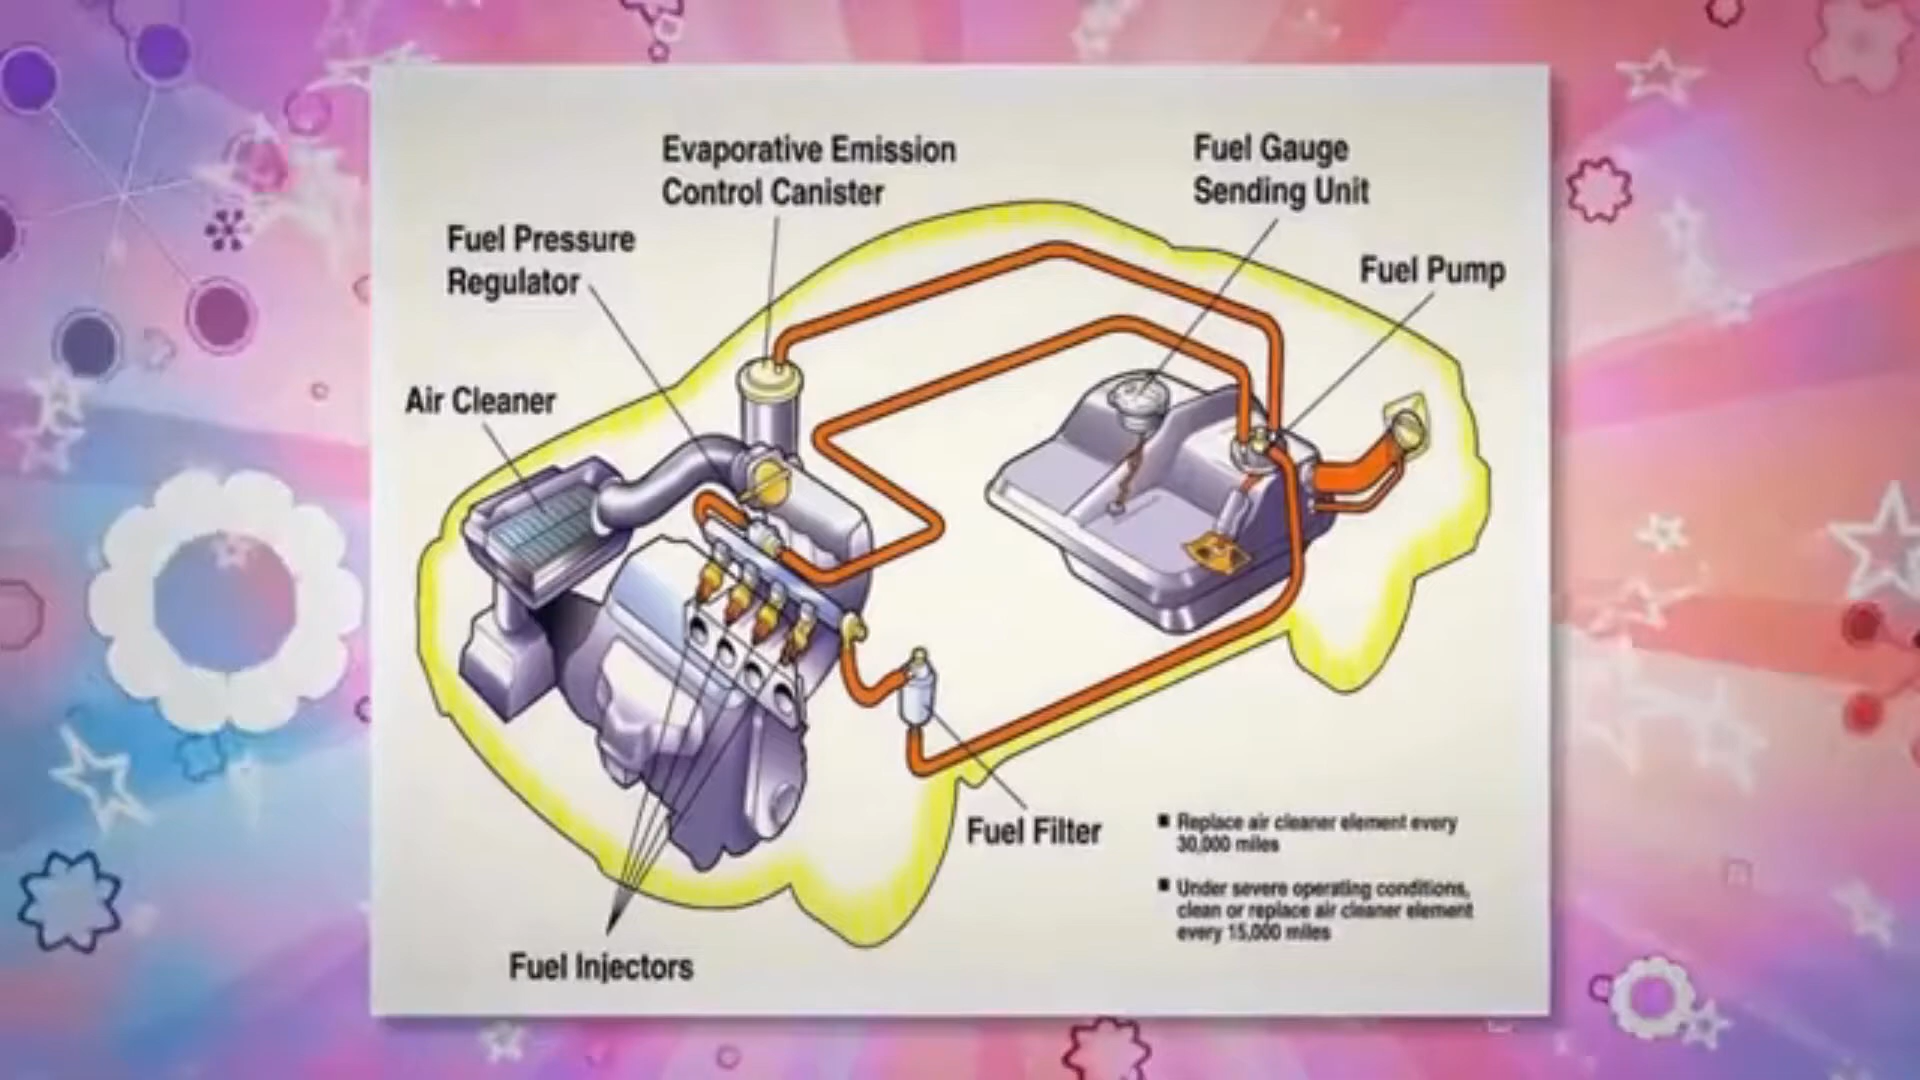 Evaporative Emission
Control Canister
Fuel Gauge
Sending Unit
Fuel Pressure
Regulator
Fuel Pump
Air Cleaner
Fuel Filter
■ Replace air cleaner element every
30,000 miles
■ Under severe operating conditions,
clean or replace air cleaner element
every 15,000 miles
Fuel Injectors